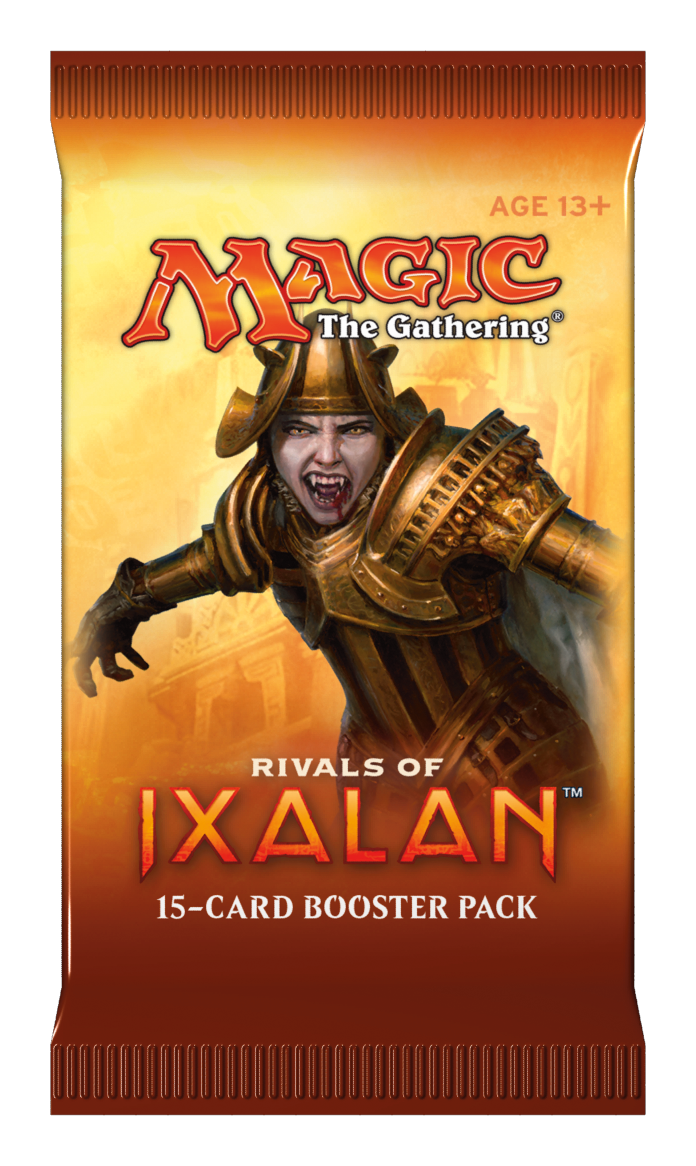 AGE 13+
MAGIC
The Gathering®
RIVALS OF
IXALAN™
15-CARD BOOSTER PACK